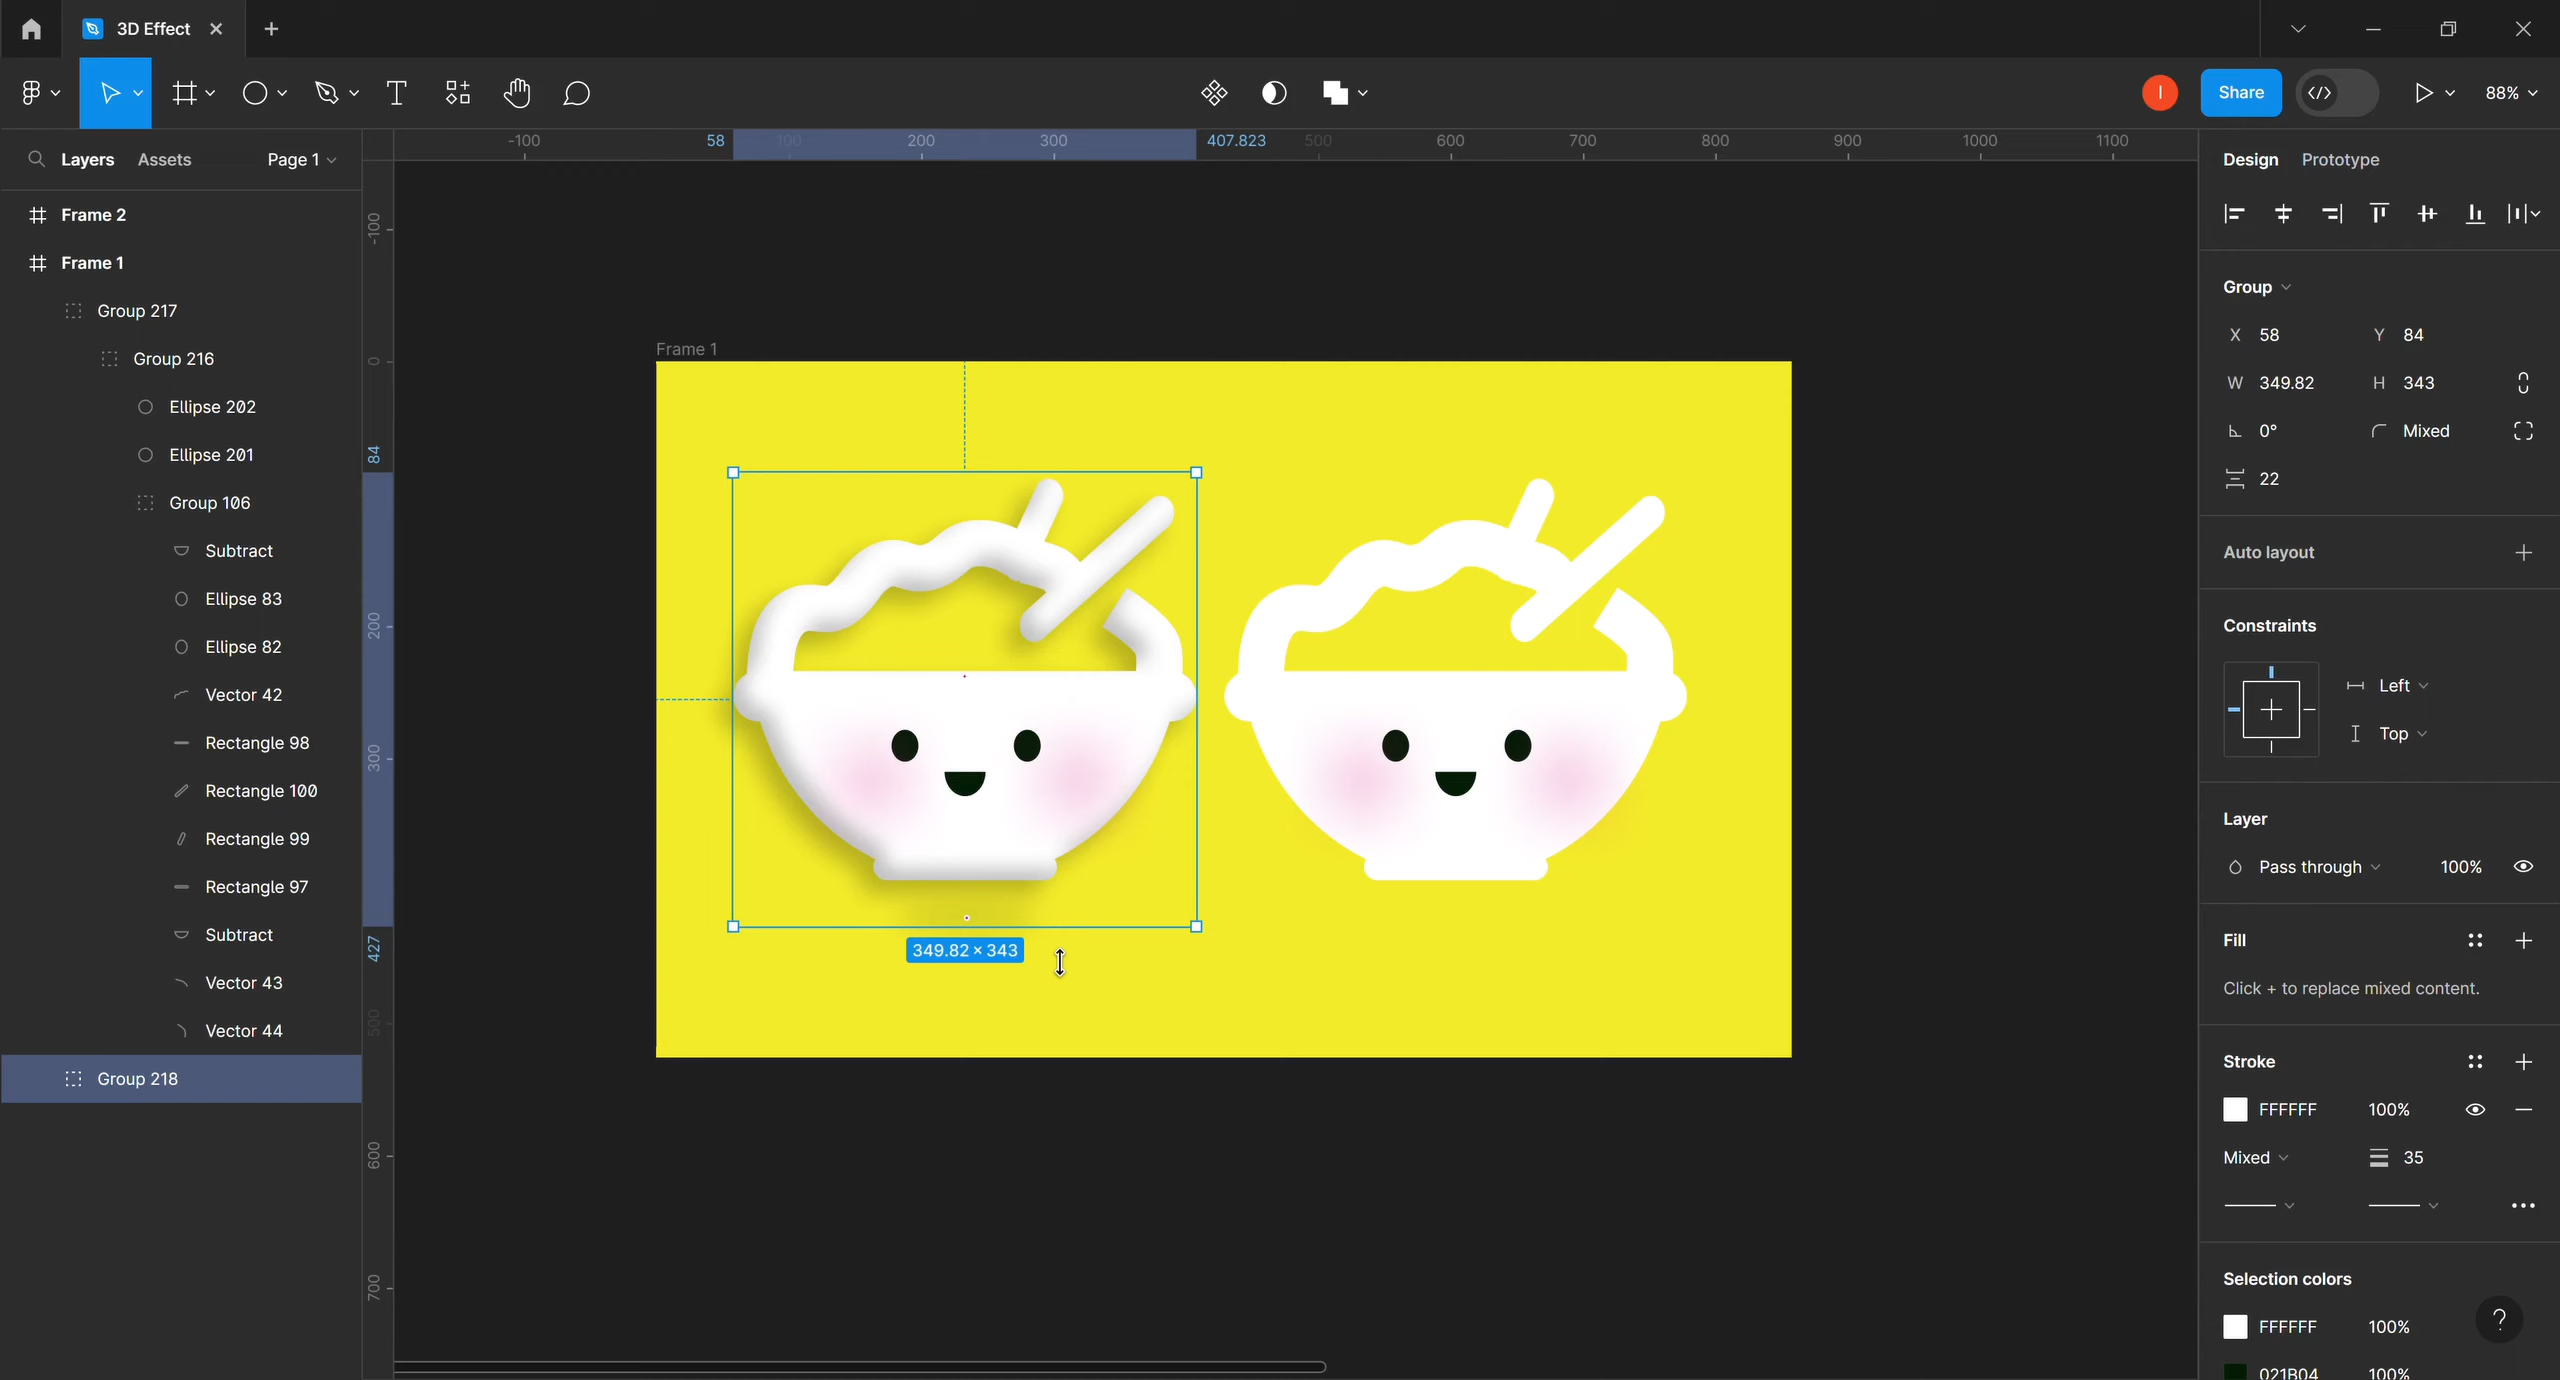 3D Effect
Share
88%
Layers
Assets
Page 1
Frame 2
Frame 1
Group 217
Group 216
Ellipse 202
Ellipse 201
Group 106
Subtract
Ellipse 83
Ellipse 82
Vector 42
Rectangle 98
Rectangle 100
Rectangle 99
Rectangle 97
Subtract
Vector 43
Vector 44
Group 218
-100
58
100
200
300
407.823
500
600
700
800
900
1000
1100
-100
0
84
200
300
427
500
600
700
Frame 1
349.82 × 343
Design
Prototype
Group
X 58
Y 84
W 349.82
H 343
0°
Mixed
22
Auto layout
Constraints
Left
Top
Layer
Pass through
100%
Fill
Click + to replace mixed content.
Stroke
FFFFFF
100%
Mixed
35
Selection colors
FFFFFF
100%
?
021B04
100%